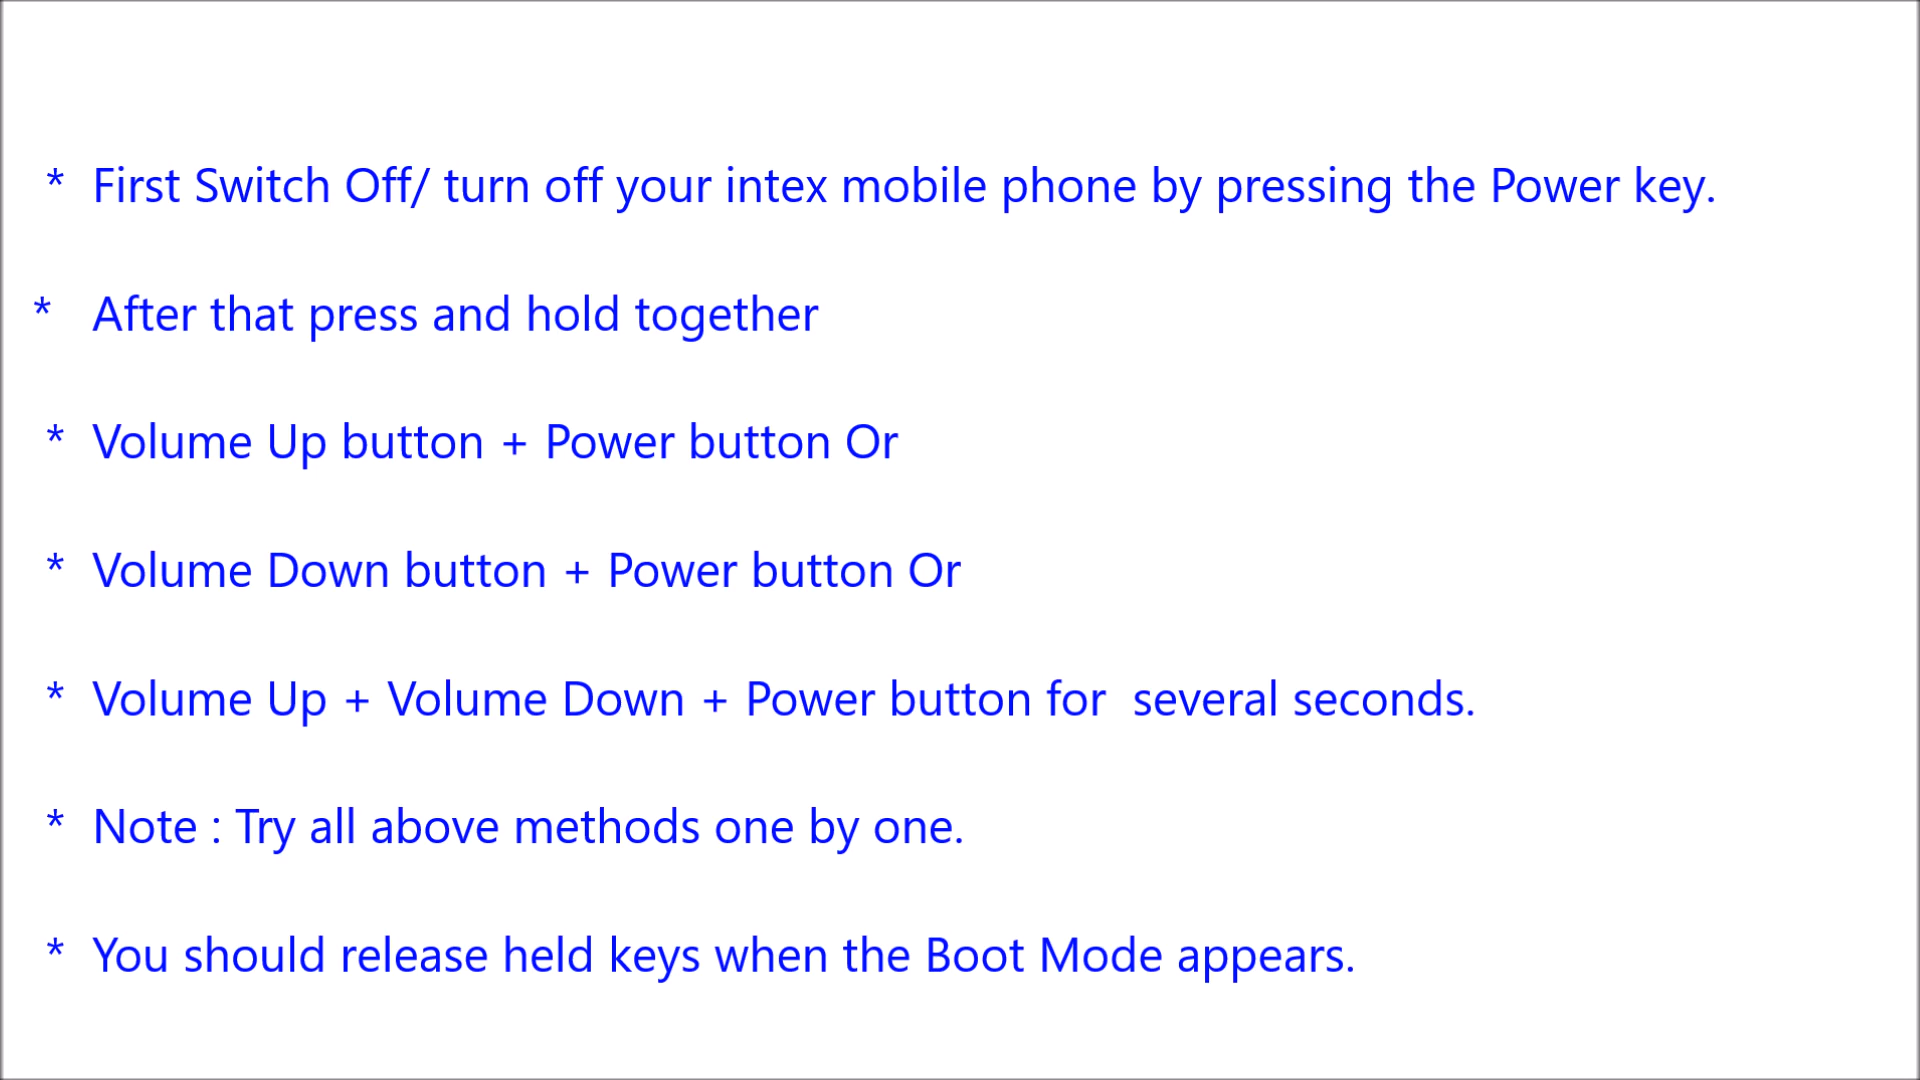 * First Switch Off/ turn off your intex mobile phone by pressing the Power key.
* After that press and hold together
* Volume Up button + Power button Or
* Volume Down button + Power button Or
* Volume Up + Volume Down + Power button for  several seconds.
* Note : Try all above methods one by one.
* You should release held keys when the Boot Mode appears.